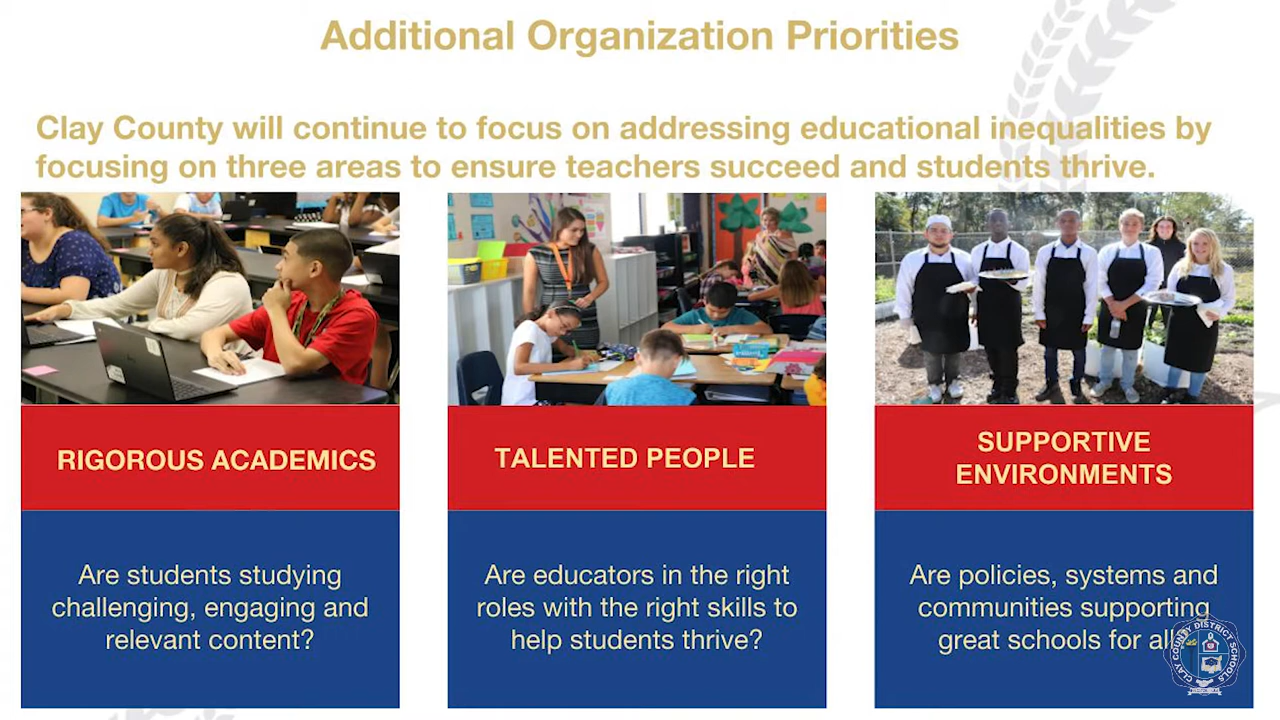 Additional Organization Priorities
Clay County will continue to focus on addressing educational inequalities by
focusing on three areas to ensure teachers succeed and students thrive.
RIGOROUS ACADEMICS
Are students studying
challenging, engaging and
relevant content?
TALENTED PEOPLE
Are educators in the right
roles with the right skills to
help students thrive?
SUPPORTIVE
ENVIRONMENTS
Are policies, systems and
communities supporting
great schools for all
CLAY COUNTY DISTRICT SCHOOLS